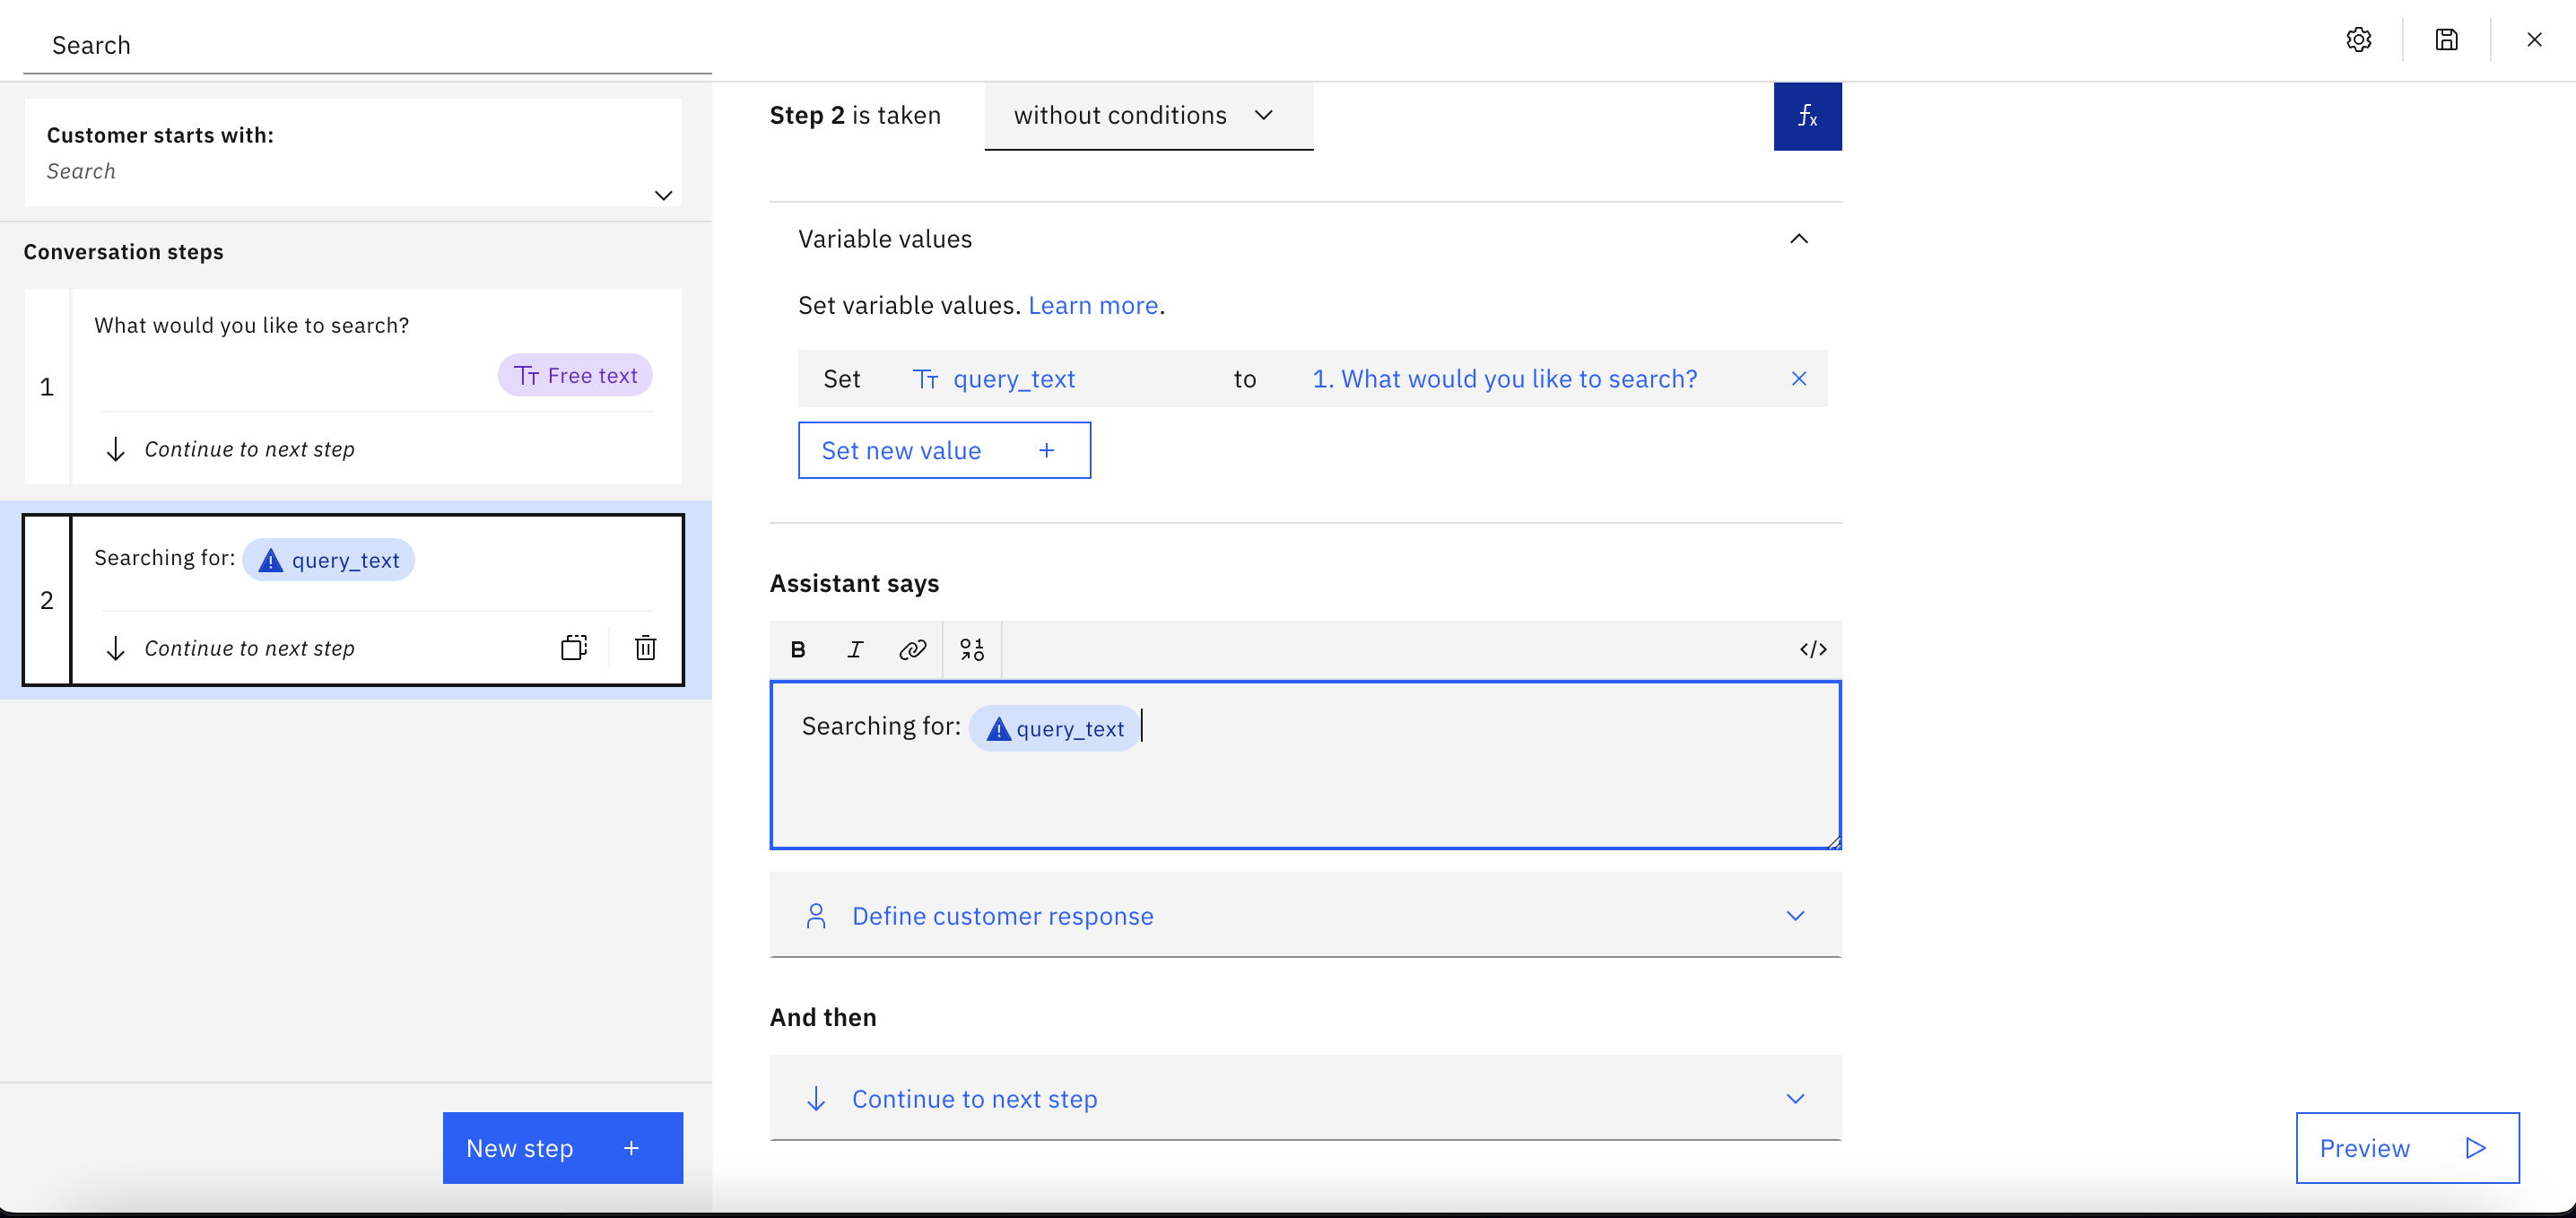 Search
Customer starts with:
Search
Conversation steps
1
What would you like to search?
Free text
Continue to next step
2
Searching for: query_text
Continue to next step
New step +
Step 2 is taken without conditions
fx
Variable values
Set variable values. Learn more.
Set query_text to 1. What would you like to search?
Set new value +
Assistant says
B I </>
Searching for: query_text
Define customer response
And then
Continue to next step
Preview